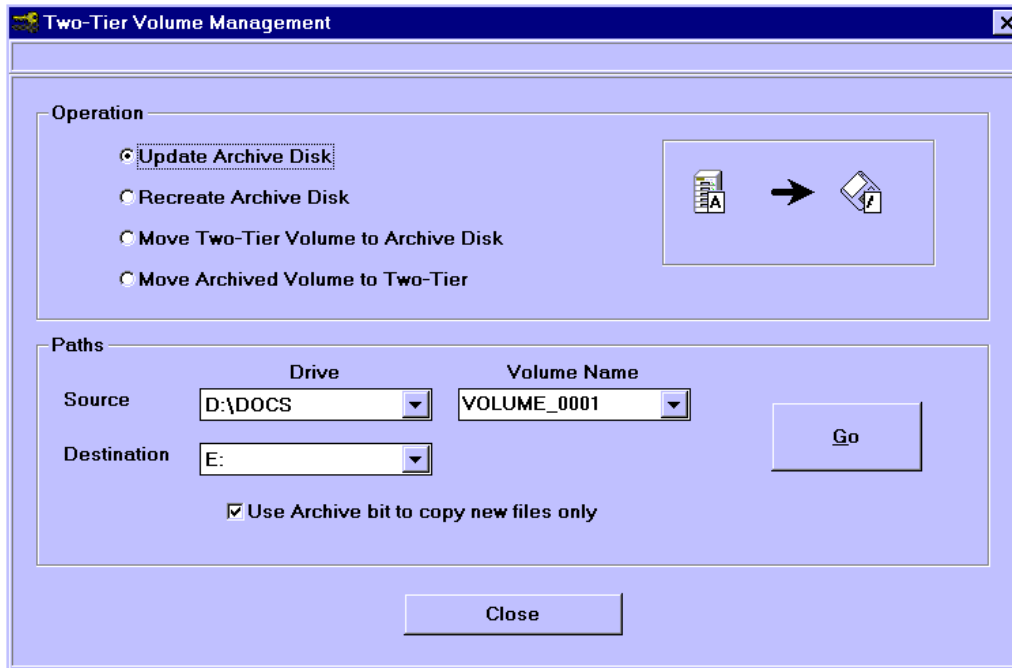 Two-Tier Volume Management
Operation
Update Archive Disk
Recreate Archive Disk
A
Move Two-Tier Volume to Archive Disk
Move Archived Volume to Two-Tier
Paths
Drive Volume Name
Source D:\DOCS VOLUME_0001
Go
Destination E:
Use Archive bit to copy new files only
Close